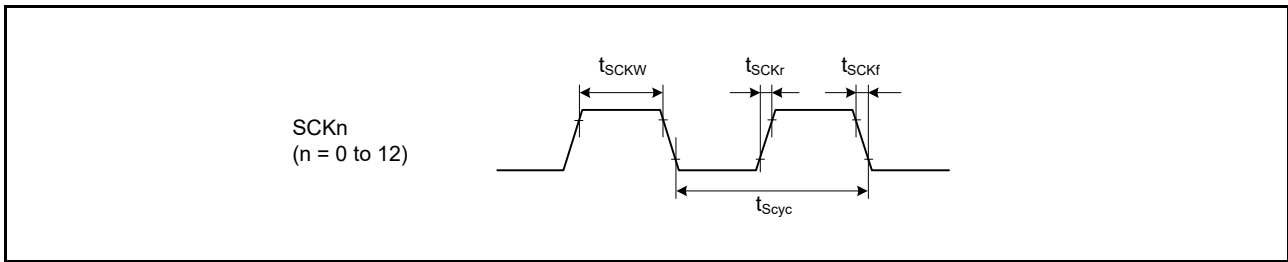 tSCKW tSCKr tSCKf
SCKn
(n = 0 to 12)
tScyc